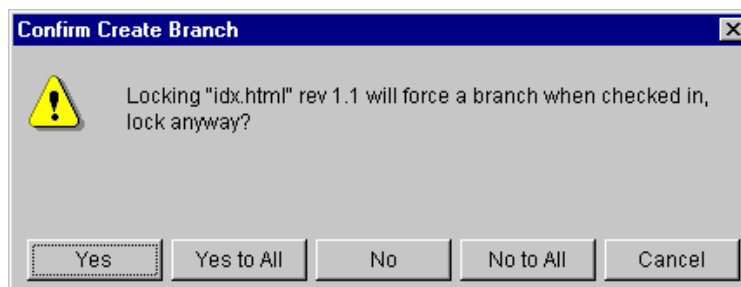 Confirm Create Branch
Locking "idx.html" rev 1.1 will force a branch when checked in,
lock anyway?
Yes Yes to All No No to All Cancel